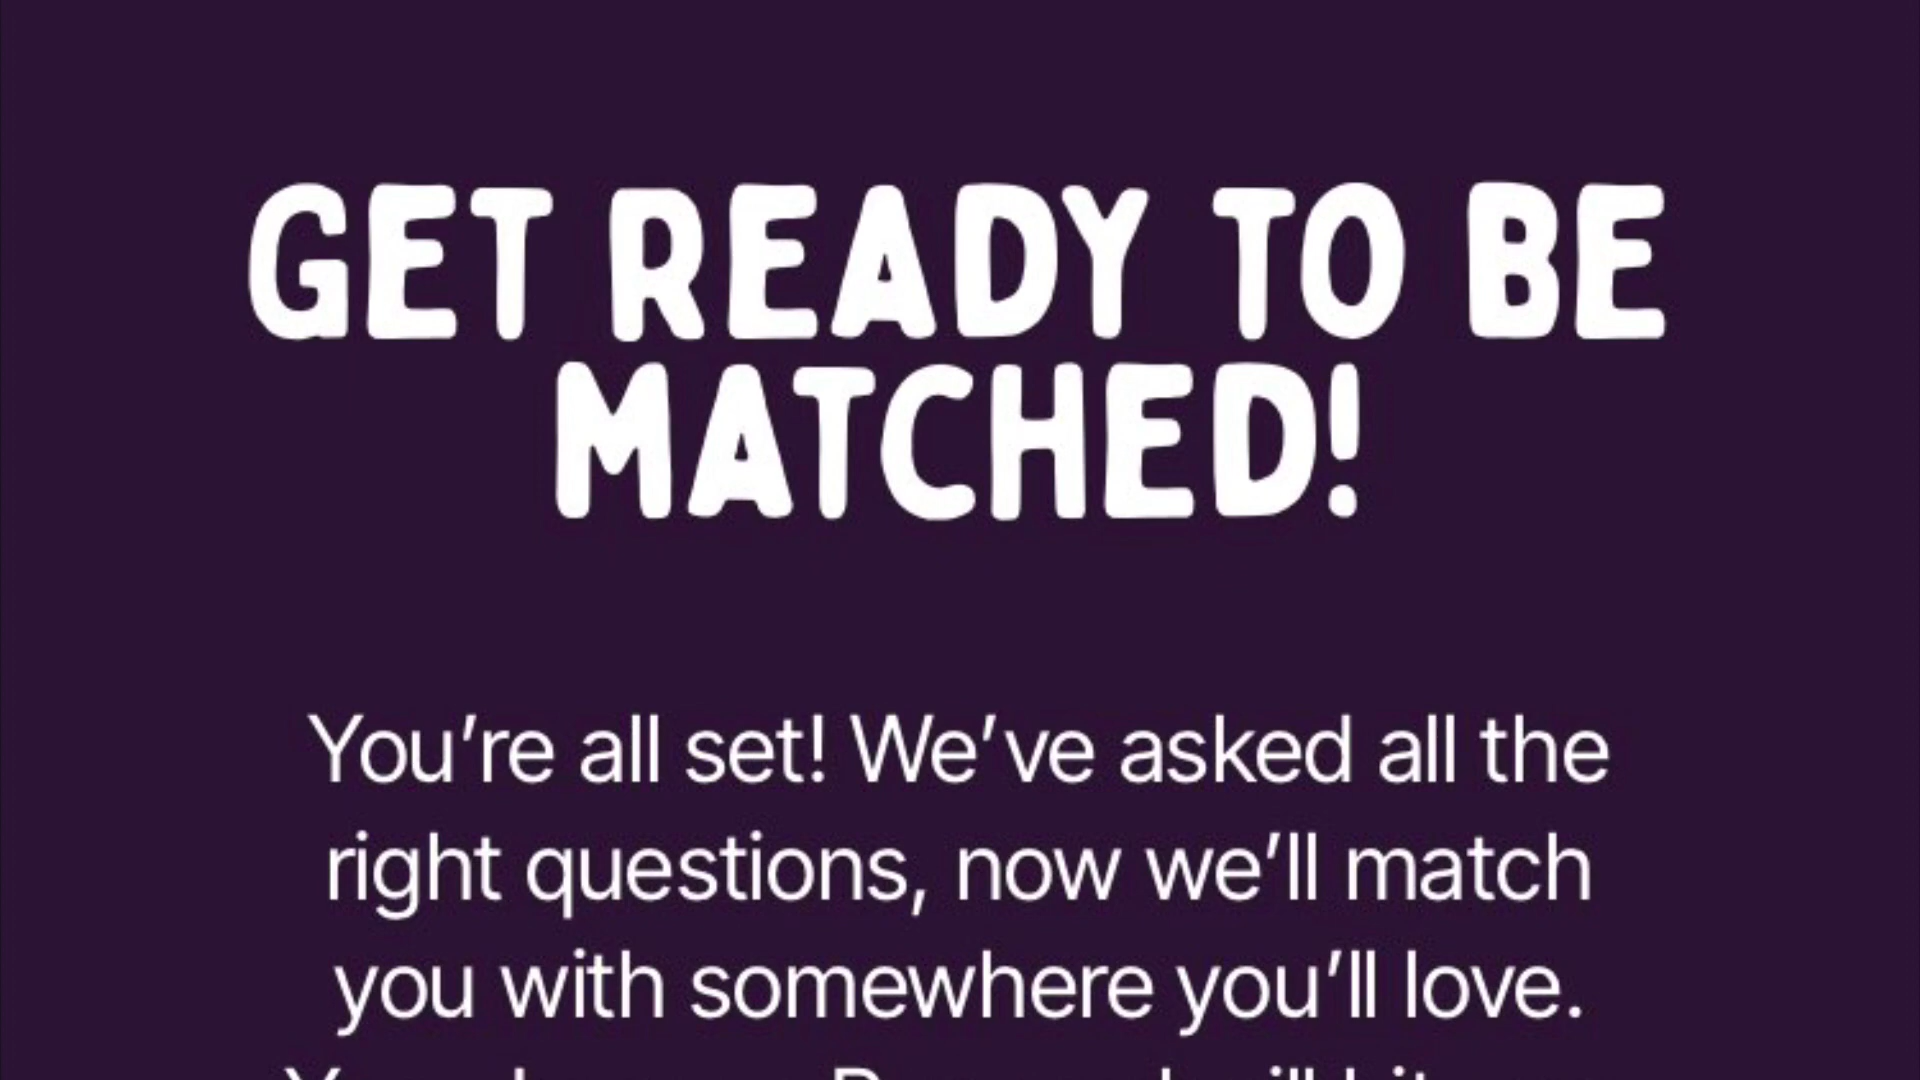 GET READY TO BE
MATCHED!
You’re all set! We’ve asked all the
right questions, now we’ll match
you with somewhere you’ll love.